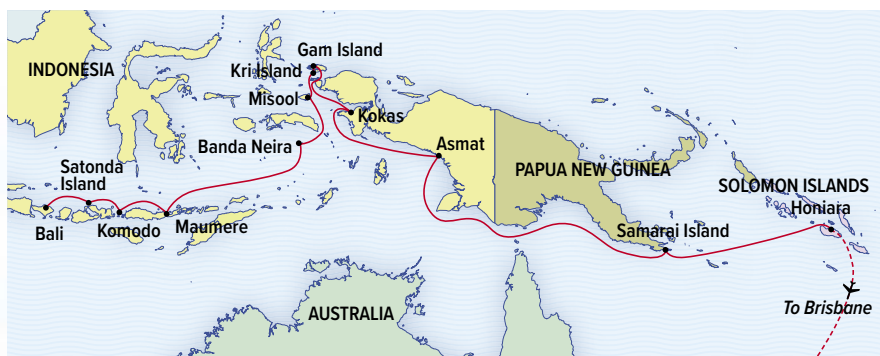 Gam Island
INDONESIA
Kri Island
Misool
Kokas
Banda Neira
Asmat
Satonda
Island
PAPUA NEW GUINEA
SOLOMON ISLANDS
Honiara
Bali
Komodo
Maumere
Samarai Island
AUSTRALIA
To Brisbane